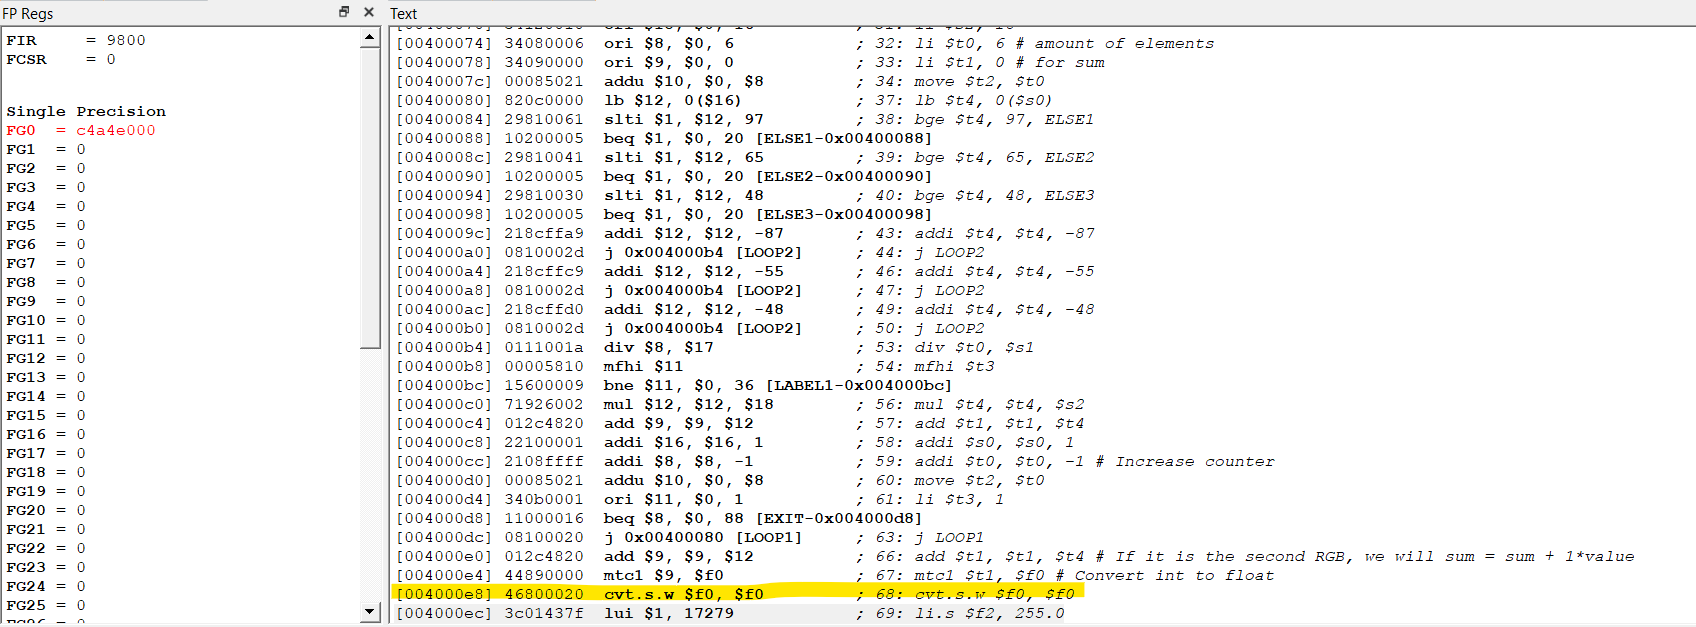 FP Regs
FIR = 9800
FCSR = 0
Single Precision
FG0 = c4a4e000
FG1 = 0
FG2 = 0
FG3 = 0
FG4 = 0
FG5 = 0
FG6 = 0
FG7 = 0
FG8 = 0
FG9 = 0
FG10 = 0
FG11 = 0
FG12 = 0
FG13 = 0
FG14 = 0
FG15 = 0
FG16 = 0
FG17 = 0
FG18 = 0
FG19 = 0
FG20 = 0
FG21 = 0
FG22 = 0
FG23 = 0
FG24 = 0
FG25 = 0
Text
[00400074] 34080006 ori $8, $0, 6 ; 32: li $t0, 6 # amount of elements
[00400078] 34090000 ori $9, $0, 0 ; 33: li $t1, 0 # for sum
[0040007c] 00085021 addu $10, $0, $8 ; 34: move $t2, $t0
[00400080] 820c0000 lb $12, 0($16) ; 37: lb $t4, 0($s0)
[00400084] 29810061 slti $1, $12, 97 ; 38: bge $t4, 97, ELSE1
[00400088] 10200005 beq $1, $0, 20 [ELSE1-0x00400088]
[0040008c] 29810041 slti $1, $12, 65 ; 39: bge $t4, 65, ELSE2
[00400090] 10200005 beq $1, $0, 20 [ELSE2-0x00400090]
[00400094] 29810030 slti $1, $12, 48 ; 40: bge $t4, 48, ELSE3
[00400098] 10200005 beq $1, $0, 20 [ELSE3-0x00400098]
[0040009c] 218cffa9 addi $12, $12, -87 ; 43: addi $t4, $t4, -87
[004000a0] 0810002d j 0x004000b4 [LOOP2] ; 44: j LOOP2
[004000a4] 218cffc9 addi $12, $12, -55 ; 46: addi $t4, $t4, -55
[004000a8] 0810002d j 0x004000b4 [LOOP2] ; 47: j LOOP2
[004000ac] 218cffd0 addi $12, $12, -48 ; 49: addi $t4, $t4, -48
[004000b0] 0810002d j 0x004000b4 [LOOP2] ; 50: j LOOP2
[004000b4] 0111001a div $8, $17 ; 53: div $t0, $s1
[004000b8] 00005810 mfhi $11 ; 54: mfhi $t3
[004000bc] 15600009 bne $11, $0, 36 [LABEL1-0x004000bc]
[004000c0] 71926002 mul $12, $12, $18 ; 56: mul $t4, $t4, $s2
[004000c4] 012c4820 add $9, $9, $12 ; 57: add $t1, $t1, $t4
[004000c8] 22100001 addi $16, $16, 1 ; 58: addi $s0, $s0, 1
[004000cc] 2108ffff addi $8, $8, -1 ; 59: addi $t0, $t0, -1 # Increase counter
[004000d0] 00085021 addu $10, $0, $8 ; 60: move $t2, $t0
[004000d4] 340b0001 ori $11, $0, 1 ; 61: li $t3, 1
[004000d8] 11000016 beq $8, $0, 88 [EXIT-0x004000d8]
[004000dc] 08100020 j 0x00400080 [LOOP1] ; 63: j LOOP1
[004000e0] 012c4820 add $9, $9, $12 ; 66: add $t1, $t1, $t4 # If it is the second RGB, we will sum = sum + 1*value
[004000e4] 44890000 mtc1 $9, $f0 ; 67: mtc1 $t1, $f0 # Convert int to float
[004000e8] 46800020 cvt.s.w $f0, $f0 ; 68: cvt.s.w $f0, $f0
[004000ec] 3c01437f lui $1, 17279 ; 69: li.s $f2, 255.0